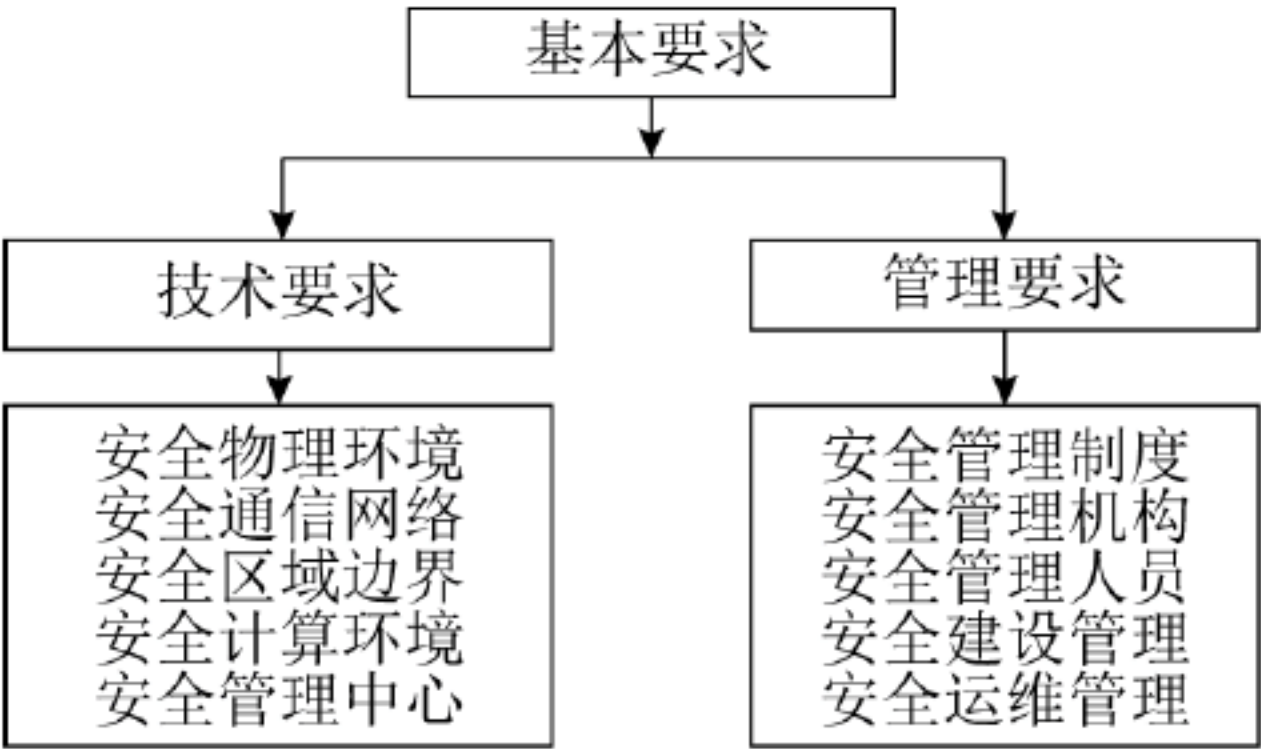 基本要求
技术要求
管理要求
安全物理环境
安全通信网络
安全区域边界
安全计算环境
安全管理中心
安全管理制度
安全管理机构
安全管理人员
安全建设管理
安全运维管理